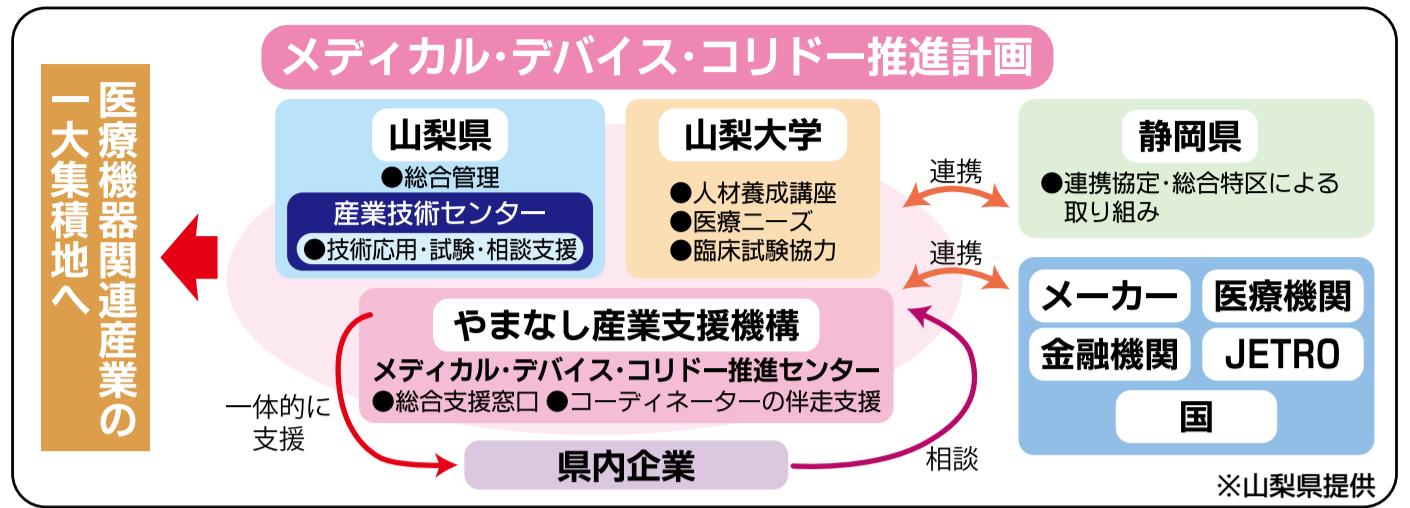 メディカル・デバイス・コリドー推進計画
医療機器関連産業の
一大集積地へ
山梨県
●総合管理
産業技術センター
●技術応用・試験・相談支援
山梨大学
●人材養成講座
●医療ニーズ
●臨床試験協力
連携
静岡県
●連携協定・総合特区による
取り組み
連携
メーカー
医療機関
金融機関
JETRO
国
やまなし産業支援機構
メディカル・デバイス・コリドー推進センター
●総合支援窓口 ●コーディネーターの伴走支援
一体的に
支援
県内企業
相談
※山梨県提供